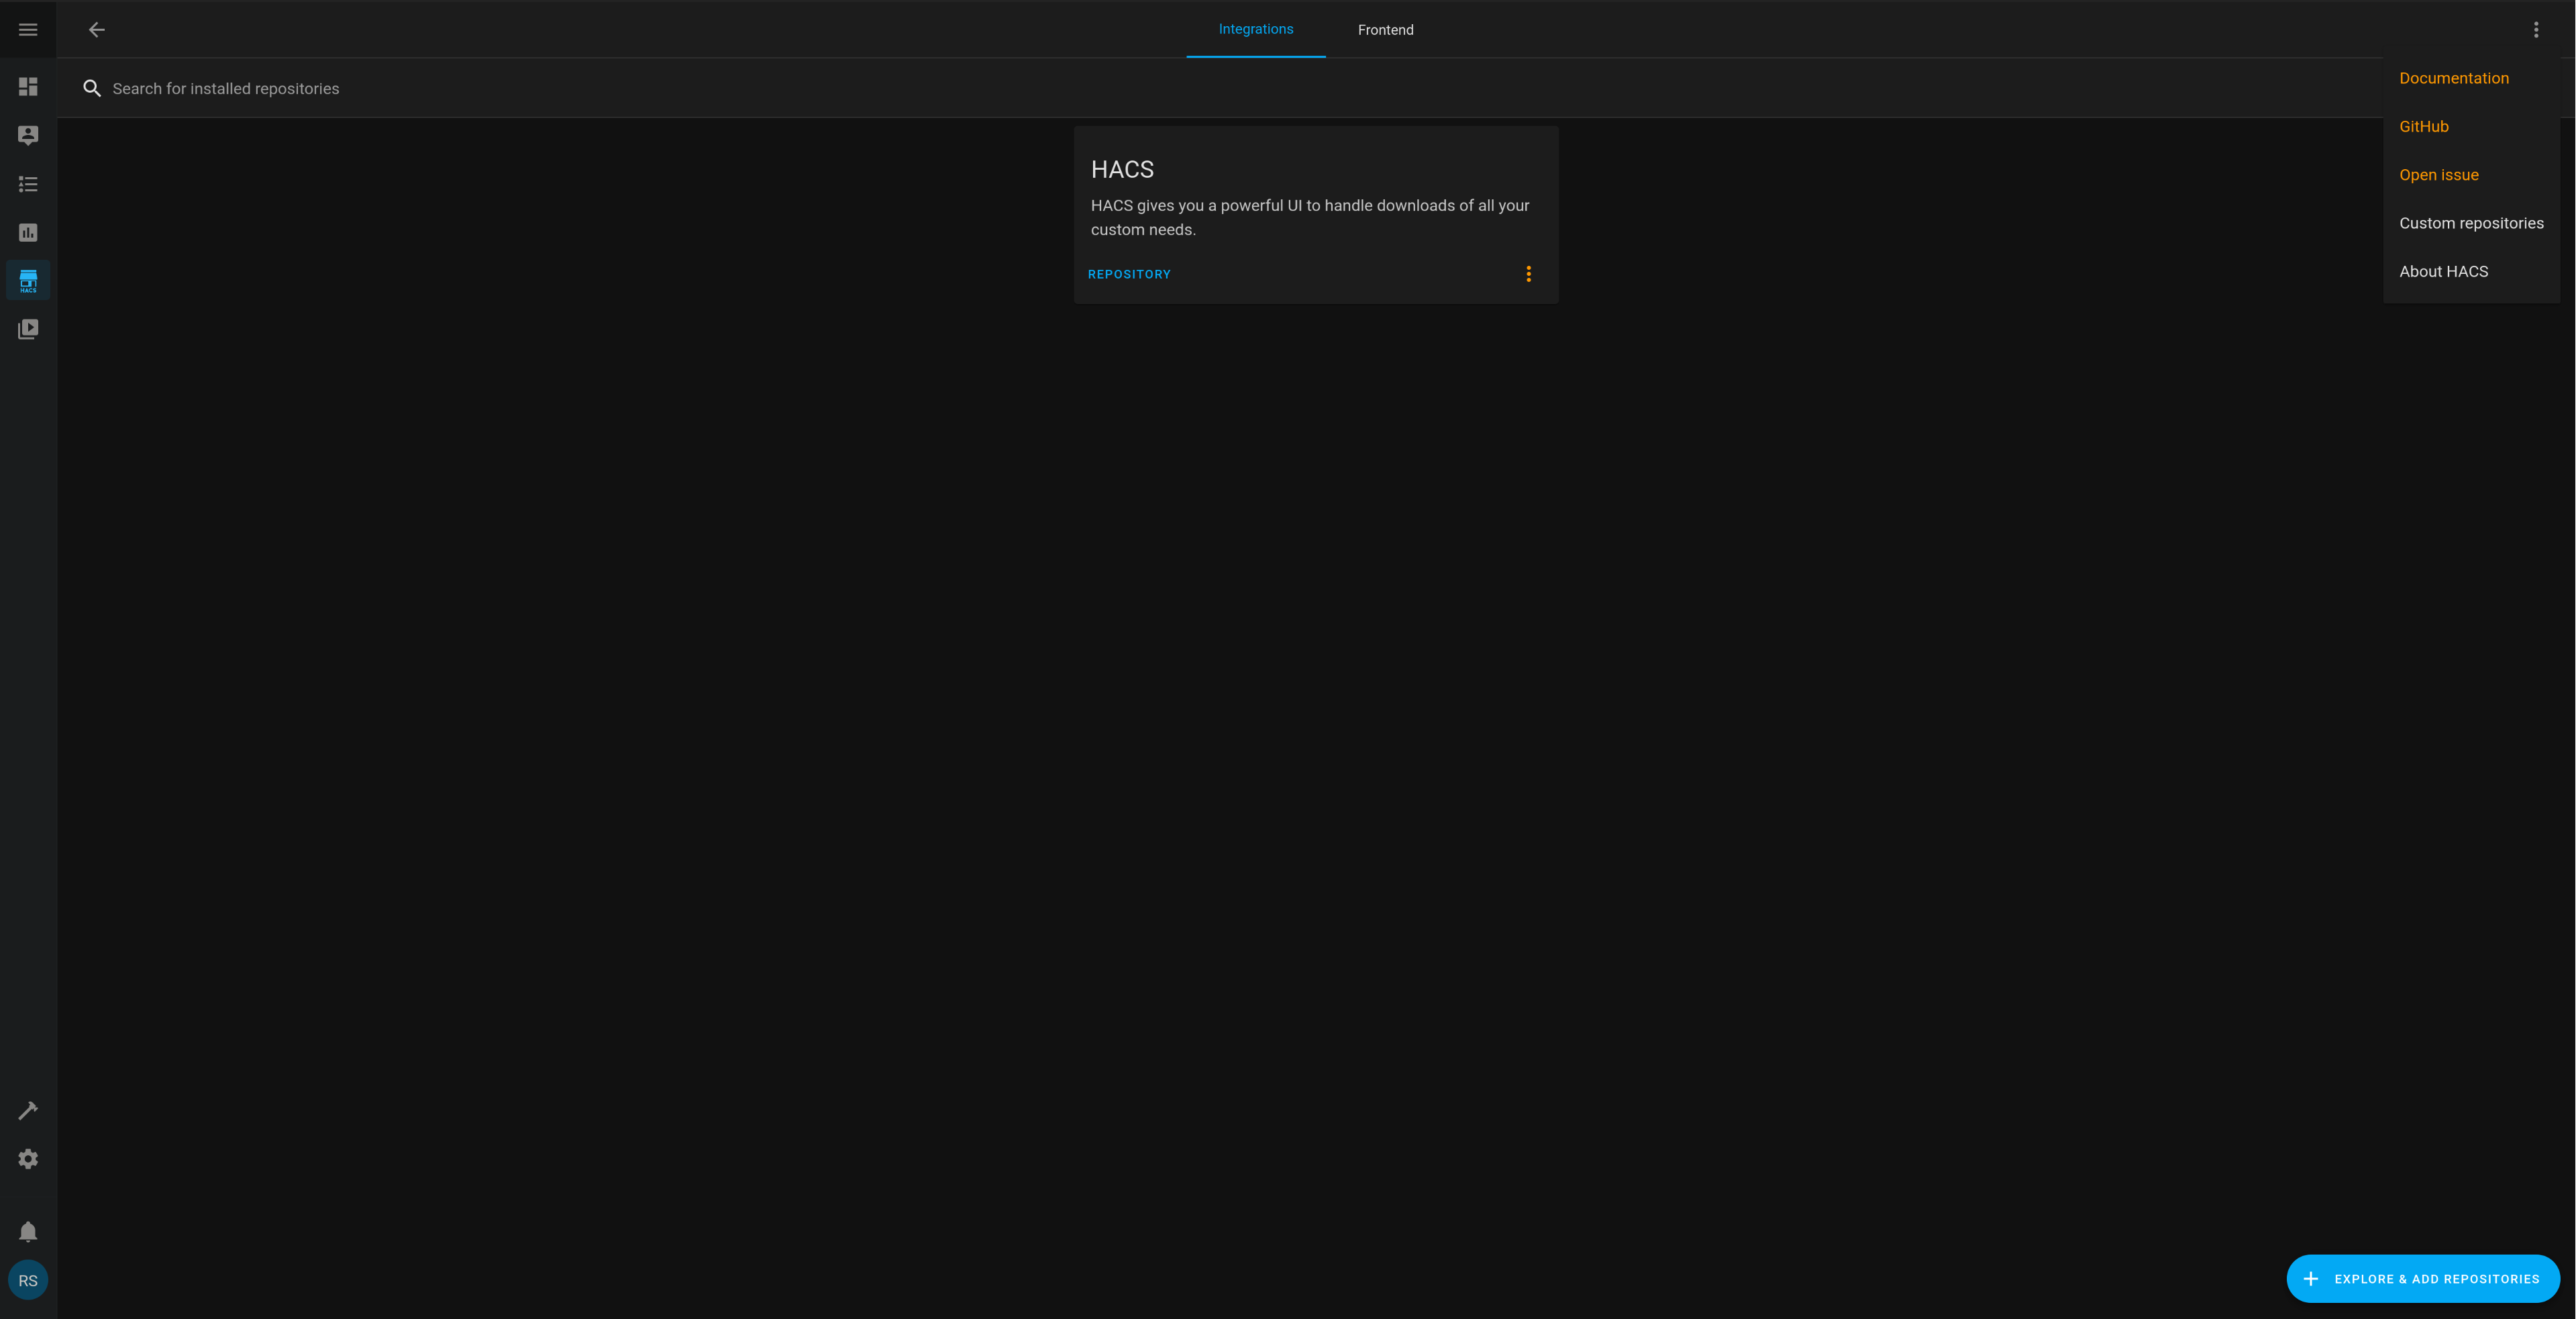 Integrations
Frontend
Search for installed repositories
Documentation
GitHub
Open issue
Custom repositories
About HACS
HACS
HACS gives you a powerful UI to handle downloads of all your
custom needs.
REPOSITORY
HACS
RS
EXPLORE & ADD REPOSITORIES